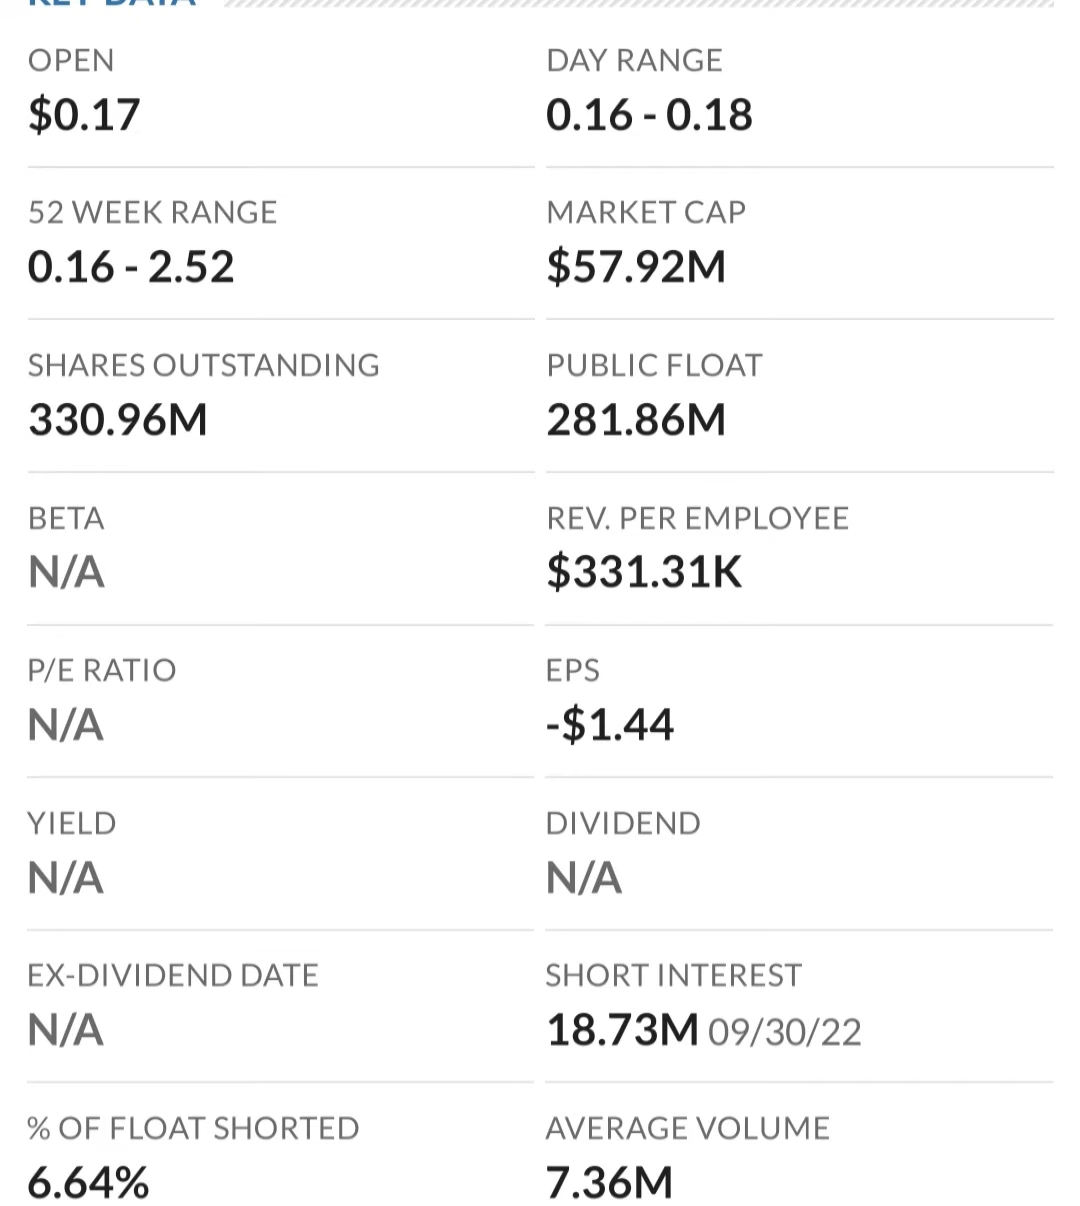 KEY DATA
OPEN
$0.17
DAY RANGE
0.16 - 0.18
52 WEEK RANGE
0.16 - 2.52
MARKET CAP
$57.92M
SHARES OUTSTANDING
330.96M
PUBLIC FLOAT
281.86M
BETA
N/A
REV. PER EMPLOYEE
$331.31K
P/E RATIO
N/A
EPS
-$1.44
YIELD
N/A
DIVIDEND
N/A
EX-DIVIDEND DATE
N/A
SHORT INTEREST
18.73M 09/30/22
% OF FLOAT SHORTED
6.64%
AVERAGE VOLUME
7.36M